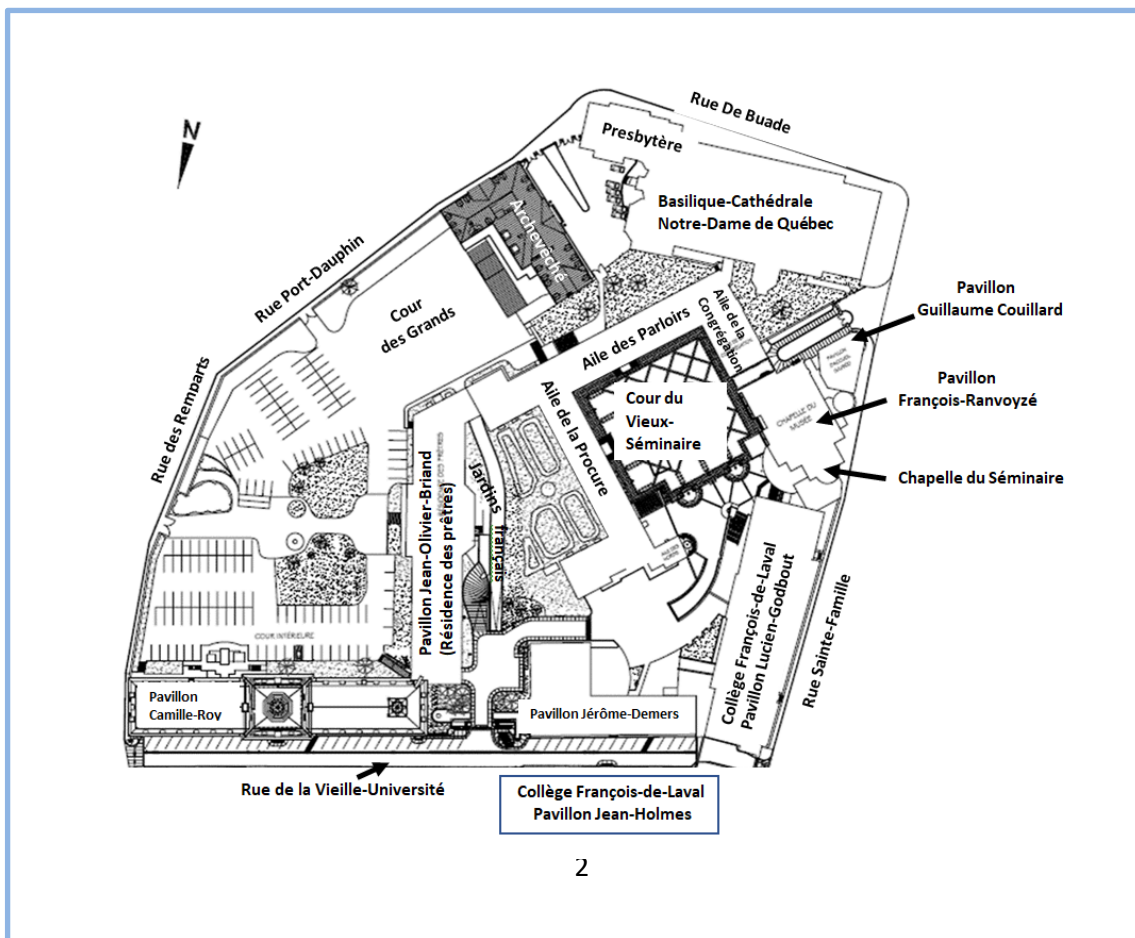 Rue De Buade
N
Presbytère
Basilique-Cathédrale
Notre-Dame de Québec
Archevêché
Rue Port-Dauphin
Cour
des Grands
Pavillon
Guillaume Couillard
Aile des Parloirs
Aile de la
Congrégation
PAVILLON
D'ACCUEIL
Pavillon
François-Ranvoyzé
CHAPELLE DU
MUSÉE
Cour du
Vieux-
Séminaire
Aile de la Procure
Rue des Remparts
Chapelle du Séminaire
Jardins
français
Pavillon Jean-Olivier-Briand
(Résidence des prêtres)
Collège François-de-Laval
Pavillon Lucien-Godbout
Rue Sainte-Famille
COUR INTÉRIEURE
Pavillon
Camille-Roy
Pavillon Jérôme-Demers
Rue de la Vieille-Université
Collège François-de-Laval
Pavillon Jean-Holmes
2